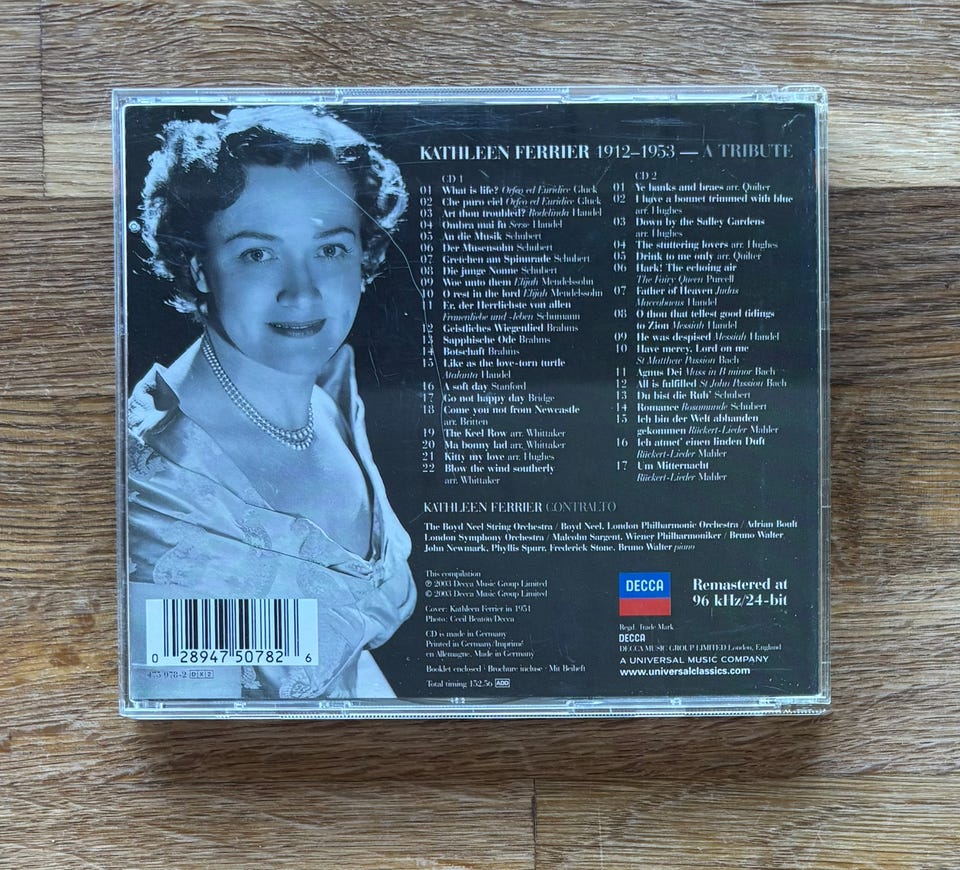 KATHLEEN FERRIER 1912–1953 — A TRIBUTE
CD 1
01 What is life? Orfeo ed Euridice Gluck
02 Che puro ciel Orfeo ed Euridice Gluck
03 Art thou troubled? Rodelinda Handel
04 Ombra mai fù Serse Handel
05 An die Musik Schubert
06 Der Musensohn Schubert
07 Gretchen am Spinnrade Schubert
08 Die junge Nonne Schubert
09 Woe unto them Elijah Mendelssohn
10 O rest in the lord Elijah Mendelssohn
11 Er, der Herrlichste von allen
Frauenliebe und -leben Schumann
12 Geistliches Wiegenlied Brahms
13 Sapphische Ode Brahms
14 Botschaft Brahms
15 Like as the love-torn turtle
Atalanta Handel
16 A soft day Stanford
17 Go not happy day Bridge
18 Come you not from Newcastle
arr. Britten
19 The Keel Row arr. Whittaker
20 Ma bonny lad arr. Whittaker
21 Kitty my love arr. Hughes
22 Blow the wind southerly
arr. Whittaker
CD 2
01 Ye banks and braes arr. Quilter
02 I have a bonnet trimmed with blue
arr. Hughes
03 Down by the Salley Gardens
arr. Hughes
04 The stuttering lovers arr. Hughes
05 Drink to me only arr. Quilter
06 Hark! The echoing air
The Fairy Queen Purcell
07 Father of Heaven Judas
Maccabaeus Handel
08 O thou that tellest good tidings
to Zion Messiah Handel
09 He was despised Messiah Handel
10 Have mercy, Lord on me
St Matthew Passion Bach
11 Agnus Dei Mass in B minor Bach
12 All is fulfilled St John Passion Bach
13 Du bist die Ruh' Schubert
14 Romance Rosamunde Schubert
15 Ich bin der Welt abhanden
gekommen Rückert-Lieder Mahler
16 Ich atmet' einen linden Duft
Rückert-Lieder Mahler
17 Um Mitternacht
Rückert-Lieder Mahler
KATHLEEN FERRIER CONTRALTO
The Boyd Neel String Orchestra / Boyd Neel, London Philharmonic Orchestra / Adrian Boult
London Symphony Orchestra / Malcolm Sargent, Wiener Philharmoniker / Bruno Walter
John Newmark, Phyllis Spurr, Frederick Stone, Bruno Walter piano
This compilation
℗ 2003 Decca Music Group Limited
© 2003 Decca Music Group Limited
Cover: Kathleen Ferrier in 1951
Photo: Cecil Beaton/Decca
CD is made in Germany
Printed in Germany/Imprimé
en Allemagne. Made in Germany
Booklet enclosed · Brochure incluse · Mit Beiheft
Total timing 152.56 ADD
DECCA
Remastered at
96 kHz/24-bit
Regd. Trade Mark
DECCA
DECCA MUSIC GROUP LIMITED London, England
A UNIVERSAL MUSIC COMPANY
www.universalclassics.com
0 28947 50782 6
475 078-2 DX2